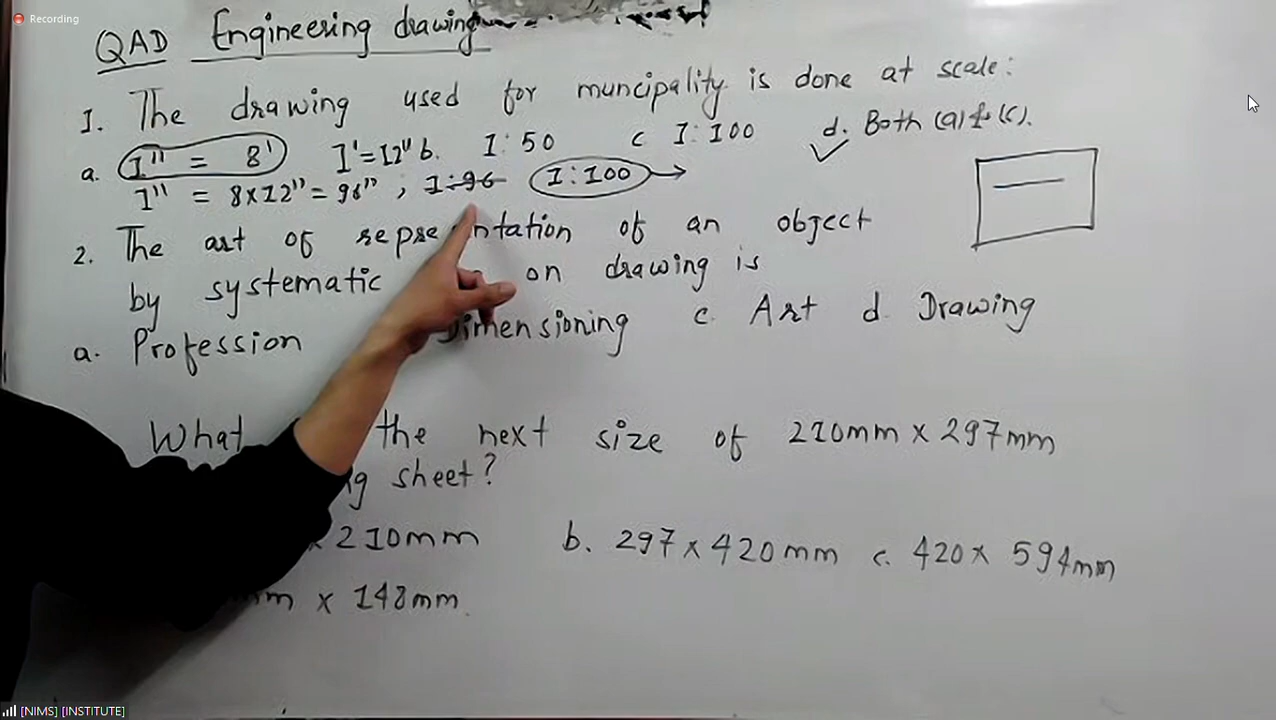 Recording
QAD Engineering drawing
1. The drawing used for muncipality is done at scale:
a. 1" = 8' 1'=12" b. 1:50 c 1:100 d. Both (a) & (c).
1" = 8x12" = 96" ; 1:96 1:100
2. The art of of an object
by systematic on drawing is
a. Profession Dimensioning c. Art d. Drawing
What the next size of 210mm x 297mm
sheet?
x 210mm b. 297 x 420mm c. 420 x 594mm
x 148mm
[NIMS] [INSTITUTE]